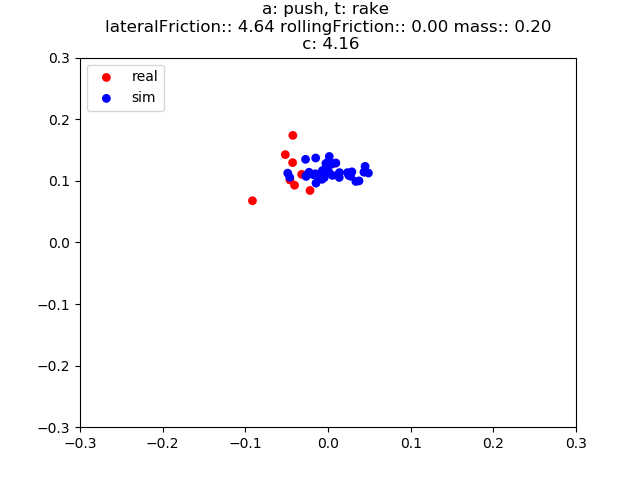 a: push, t: rake
lateralFriction:: 4.64 rollingFriction:: 0.00 mass:: 0.20
c: 4.16
real
sim
0.3
0.2
0.1
0.0
−0.1
−0.2
−0.3
−0.3 −0.2 −0.1 0.0 0.1 0.2 0.3